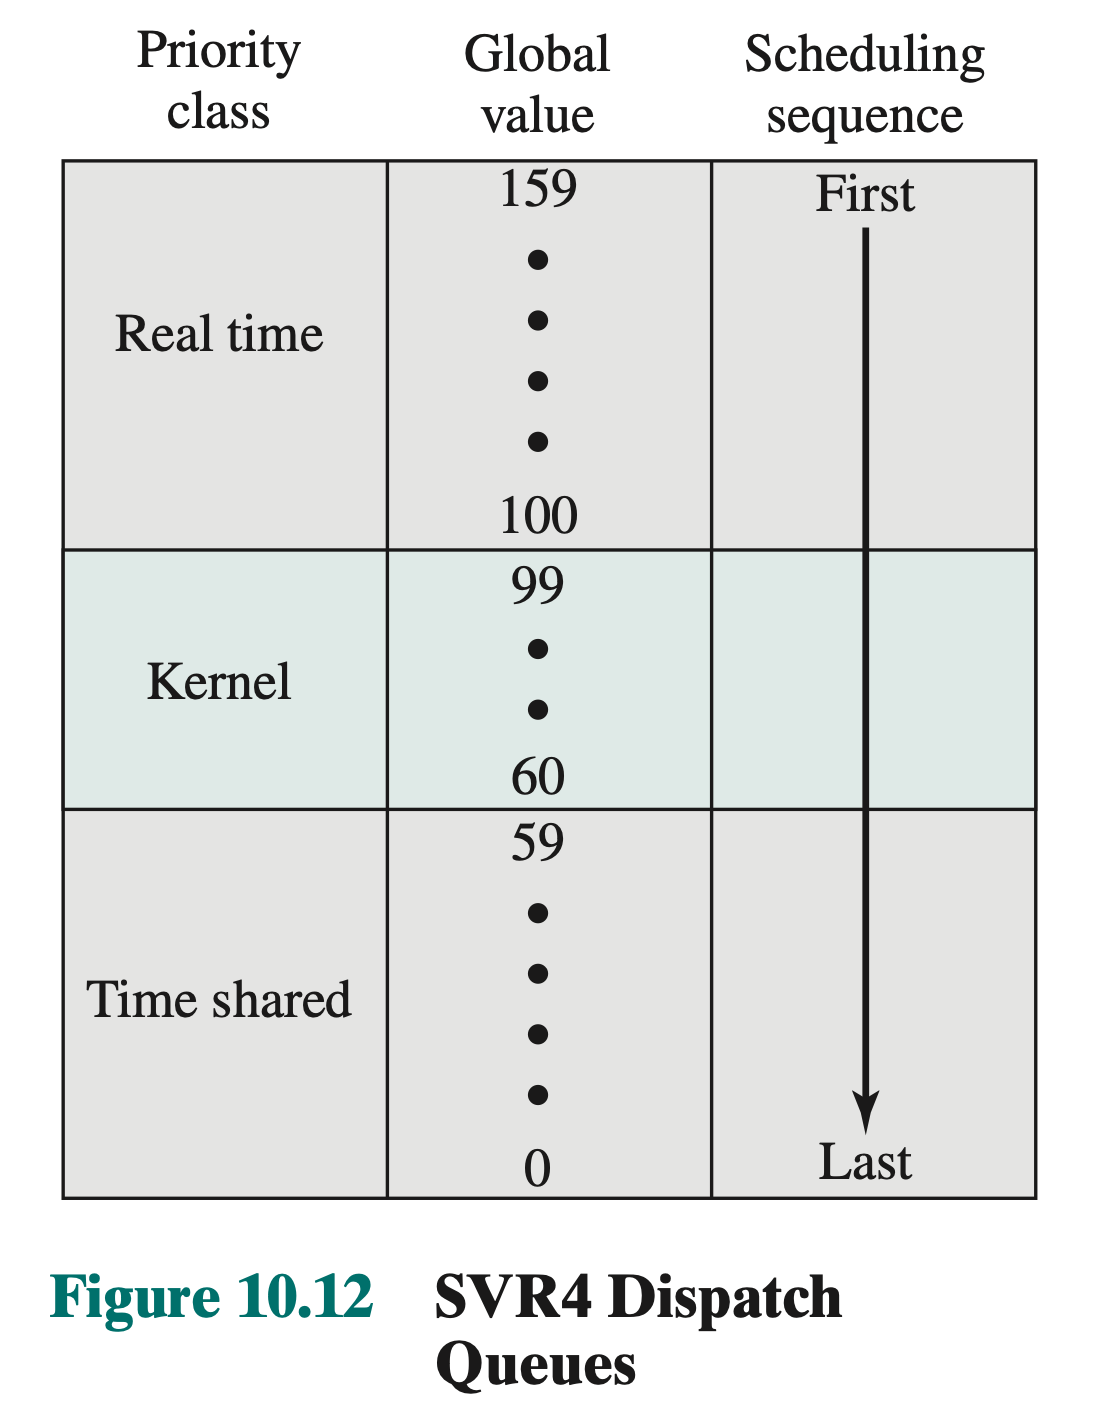 Priority class
Global value
Scheduling sequence
Real time
159
100
First
Kernel
99
60
Time shared
59
0
Last
Figure 10.12 SVR4 Dispatch
Queues